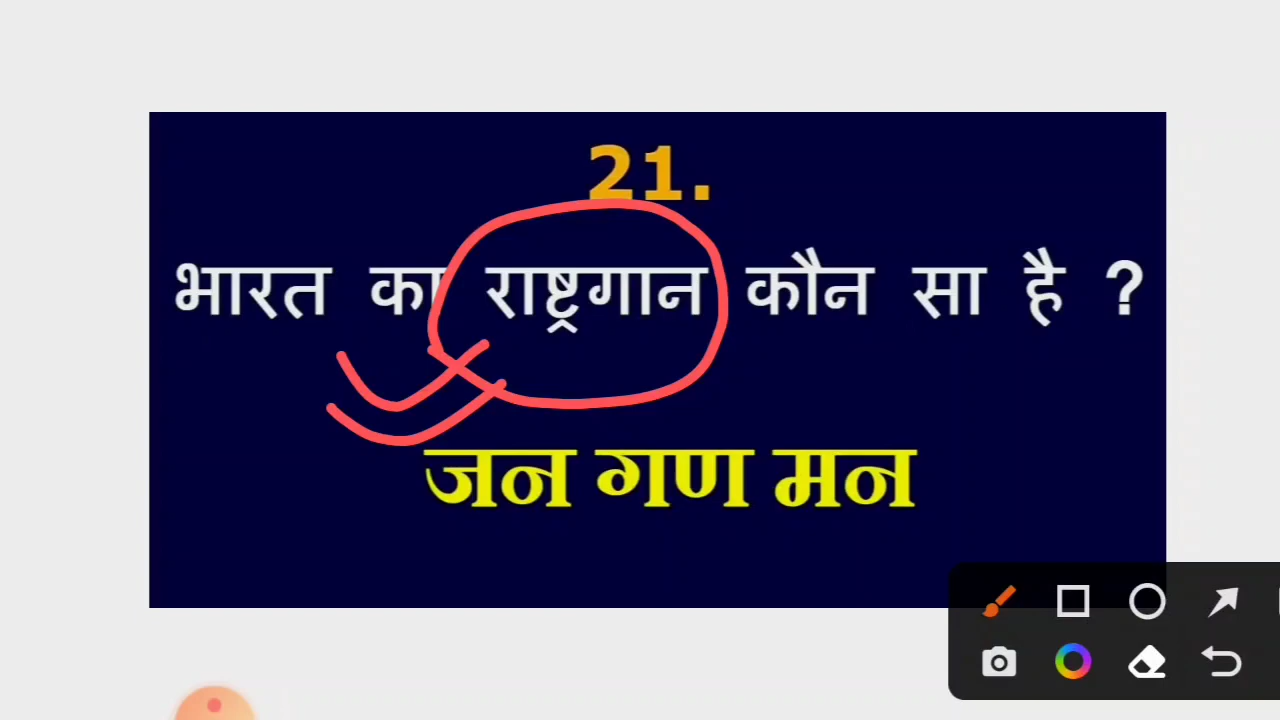 21.
भारत का राष्ट्रगान कौन सा है ?
जन गण मन